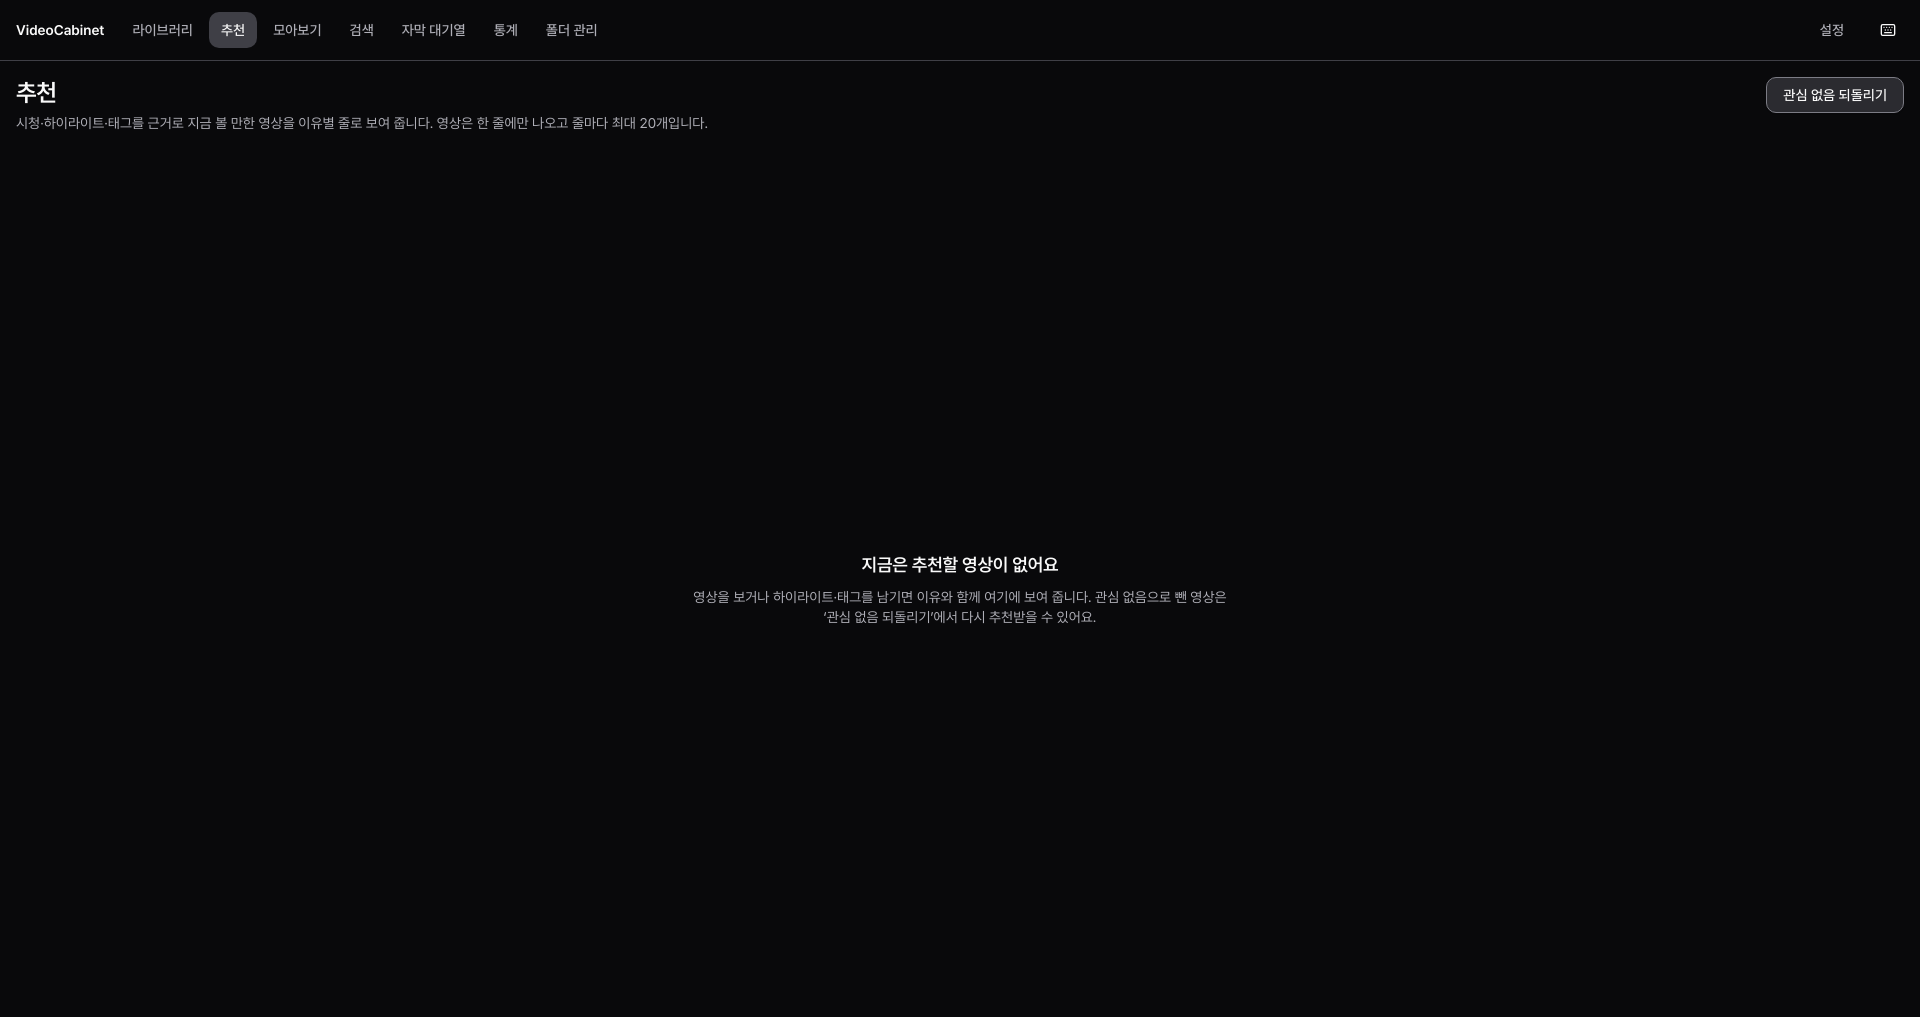 VideoCabinet 라이브러리 추천 모아보기 검색 자막 대기열 통계 폴더 관리 설정
추천
관심 없음 되돌리기
시청·하이라이트·태그를 근거로 지금 볼 만한 영상을 이유별 줄로 보여 줍니다. 영상은 한 줄에만 나오고 줄마다 최대 20개입니다.
지금은 추천할 영상이 없어요
영상을 보거나 하이라이트·태그를 남기면 이유와 함께 여기에 보여 줍니다. 관심 없음으로 뺀 영상은
‘관심 없음 되돌리기’에서 다시 추천받을 수 있어요.